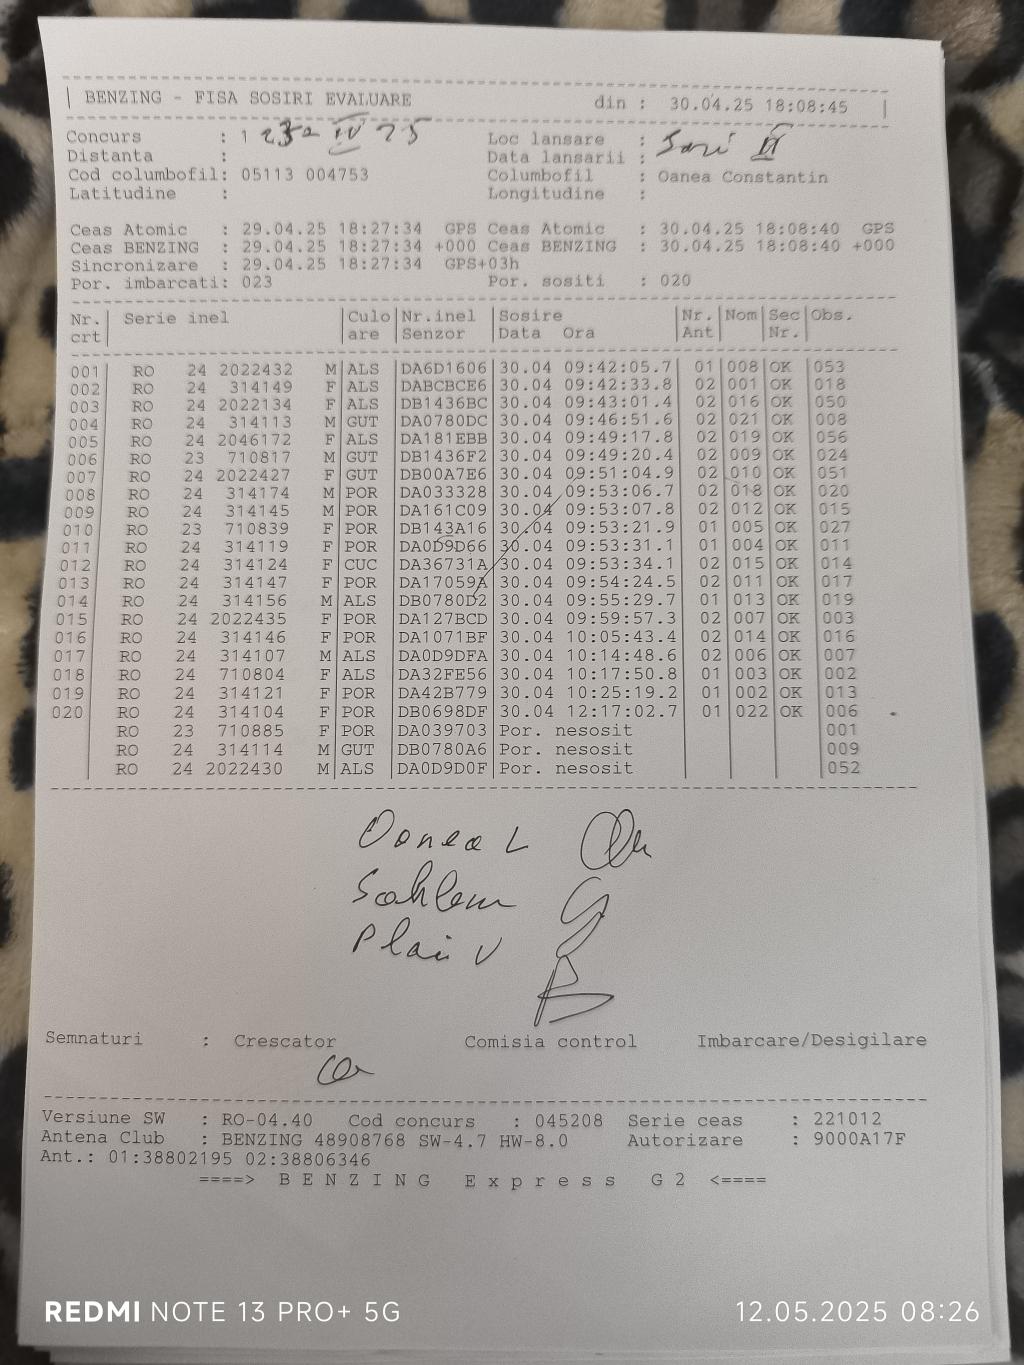 BENZING - FISA SOSIRI EVALUARE din : 30.04.25 18:08:45
Concurs : 1 Loc lansare :
Distanta : Data lansarii :
Cod columbofil: 05113 004753 Columbofil : Oanea Constantin
Latitudine : Longitudine :
Ceas Atomic : 29.04.25 18:27:34 GPS Ceas Atomic : 30.04.25 18:08:40 GPS
Ceas BENZING : 29.04.25 18:27:34 +000 Ceas BENZING : 30.04.25 18:08:40 +000
Sincronizare : 29.04.25 18:27:34 GPS+03h
Por. imbarcati: 023 Por. sositi : 020
Nr. Serie inel Culo Nr.inel Sosire Nr. Nom Sec Obs.
crt are Senzor Data Ora Ant Nr.
001 RO 24 2022432 M ALS DA6D1606 30.04 09:42:05.7 01 008 OK 053
002 RO 24 314149 F ALS DABCBCE6 30.04 09:42:33.8 02 001 OK 018
003 RO 24 2022134 F ALS DB1436BC 30.04 09:43:01.4 02 016 OK 050
004 RO 24 314113 M GUT DA0780DC 30.04 09:46:51.6 02 021 OK 008
005 RO 24 2046172 F ALS DA181EBB 30.04 09:49:17.8 02 019 OK 056
006 RO 23 710817 M GUT DB1436F2 30.04 09:49:20.4 02 009 OK 024
007 RO 24 2022427 F GUT DB00A7E6 30.04 09:51:04.9 02 010 OK 051
008 RO 24 314174 M POR DA033328 30.04 09:53:06.7 02 018 OK 020
009 RO 24 314145 M POR DA161C09 30.04 09:53:07.8 02 012 OK 015
010 RO 23 710839 F POR DB143A16 30.04 09:53:21.9 01 005 OK 027
011 RO 24 314119 F POR DA0D9D66 30.04 09:53:31.1 01 004 OK 011
012 RO 24 314124 F CUC DA36731A 30.04 09:53:34.1 02 015 OK 014
013 RO 24 314147 F POR DA17059A 30.04 09:54:24.5 02 011 OK 017
014 RO 24 314156 M ALS DB0780D2 30.04 09:55:29.7 01 013 OK 019
015 RO 24 2022435 F POR DA127BCD 30.04 09:59:57.3 02 007 OK 003
016 RO 24 314146 F POR DA1071BF 30.04 10:05:43.4 02 014 OK 016
017 RO 24 314107 M ALS DA0D9DFA 30.04 10:14:48.6 02 006 OK 007
018 RO 24 710804 F ALS DA32FE56 30.04 10:17:50.8 01 003 OK 002
019 RO 24 314121 F POR DA42B779 30.04 10:25:19.2 01 002 OK 013
020 RO 24 314104 F POR DB0698DF 30.04 12:17:02.7 01 022 OK 006
RO 23 710885 F POR DA039703 Por. nesosit 001
RO 24 314114 M GUT DB0780A6 Por. nesosit 009
RO 24 2022430 M ALS DA0D9D0F Por. nesosit 052
Plai V
Semnaturi : Crescator Comisia control Imbarcare/Desigilare
Versiune SW : RO-04.40 Cod concurs : 045208 Serie ceas : 221012
Antena Club : BENZING 48908768 SW-4.7 HW-8.0 Autorizare : 9000A17F
Ant.: 01:38802195 02:38806346
====> B E N Z I N G E x p r e s s G 2 <====
REDMI NOTE 13 PRO+ 5G 12.05.2025 08:26